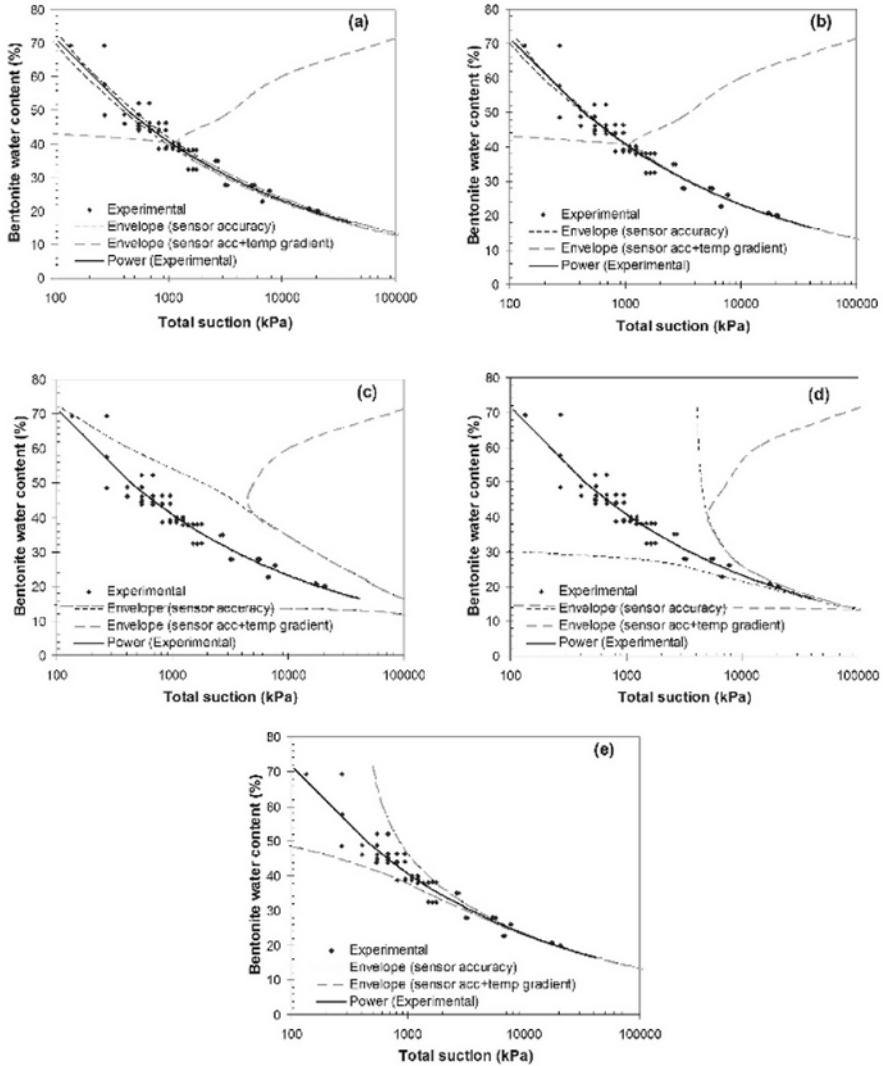 (a)
Bentonite water content (%)
80
70
60
50
40
30
20
10
0
Experimental
Envelope (sensor accuracy)
Envelope (sensor acc+temp gradient)
Power (Experimental)
100 1000 10000 100000
Total suction (kPa)
(b)
Bentonite water content (%)
80
70
60
50
40
30
20
10
0
Experimental
Envelope (sensor accuracy)
Envelope (sensor acc+temp gradient)
Power (Experimental)
100 1000 10000 100000
Total suction (kPa)
(c)
Bentonite water content (%)
80
70
60
50
40
30
20
10
0
Experimental
Envelope (sensor accuracy)
Envelope (sensor acc+temp gradient)
Power (Experimental)
100 1000 10000 100000
Total suction (kPa)
(d)
Bentonite water content (%)
80
70
60
50
40
30
20
10
0
Experimental
Envelope (sensor accuracy)
Envelope (sensor acc+temp gradient)
Power (Experimental)
100 1000 10000 100000
Total suction (kPa)
(e)
Bentonite water content (%)
80
70
60
50
40
30
20
10
0
Experimental
Envelope (sensor accuracy)
Envelope (sensor acc+temp gradient)
Power (Experimental)
100 1000 10000 100000
Total suction (kPa)